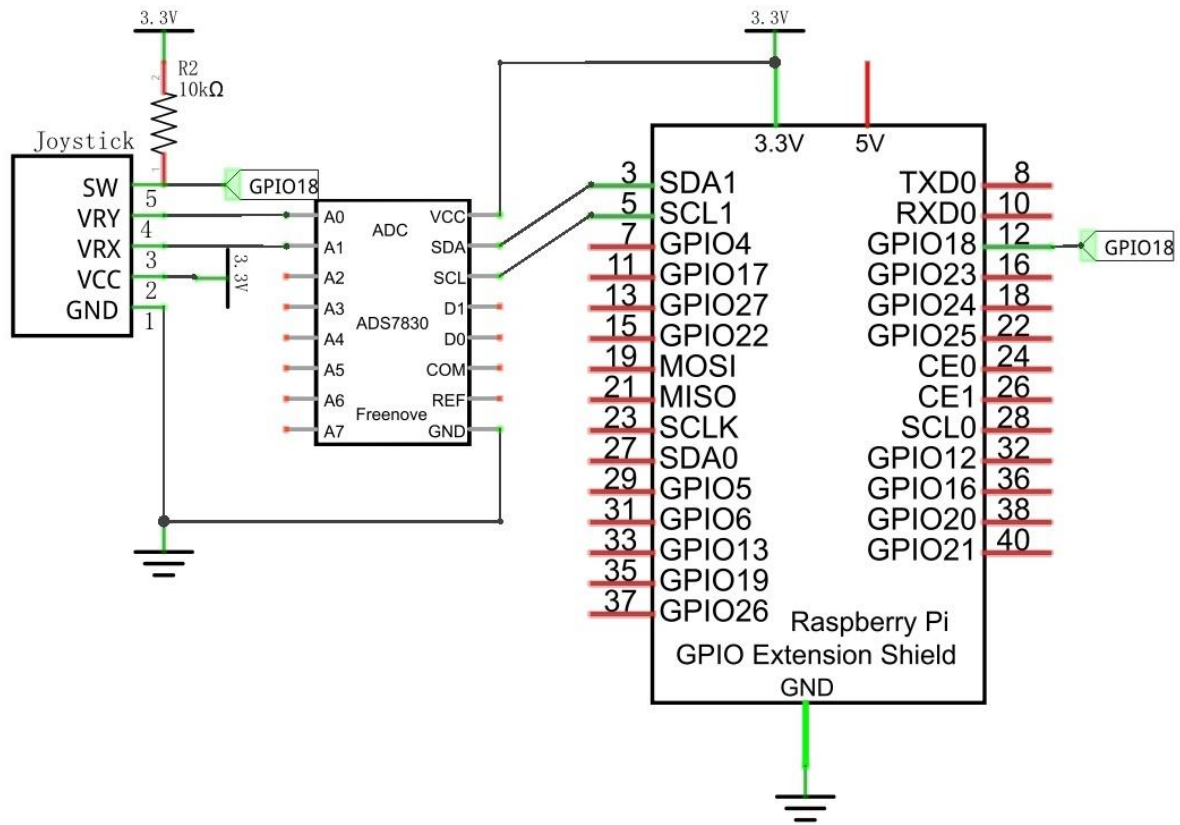 3.3V
2
R2
10kΩ
1
Joystick
SW
5
VRY
4
VRX
3
VCC
2
GND
1
GPIO18
3.3V
A0
A1
A2
A3
A4
A5
A6
A7
ADC
ADS7830
Freenove
VCC
SDA
SCL
D1
D0
COM
REF
GND
3.3V
3.3V
5V
3 SDA1
5 SCL1
7 GPIO4
11 GPIO17
13 GPIO27
15 GPIO22
19 MOSI
21 MISO
23 SCLK
27 SDA0
29 GPIO5
31 GPIO6
33 GPIO13
35 GPIO19
37 GPIO26
TXD0 8
RXD0 10
GPIO18 12
GPIO23 16
GPIO24 18
GPIO25 22
CE0 24
CE1 26
SCL0 28
GPIO12 32
GPIO16 36
GPIO20 38
GPIO21 40
GPIO18
Raspberry Pi
GPIO Extension Shield
GND